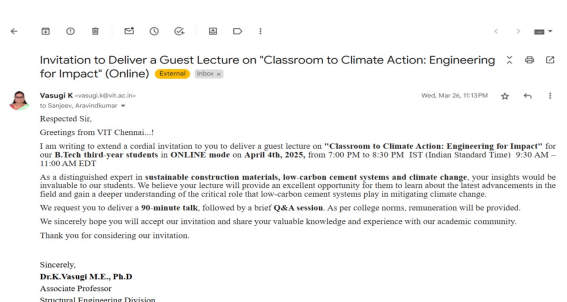 Invitation to Deliver a Guest Lecture on "Classroom to Climate Action: Engineering
for Impact" (Online) External Inbox x
Vasugi K <vasugi.k@vit.ac.in> Wed, Mar 26, 11:13 PM
to Sanjeev, Aravindkumar
Respected Sir,
Greetings from VIT Chennai...!
I am writing to extend a cordial invitation to you to deliver a guest lecture on "Classroom to Climate Action: Engineering for Impact" for
our B.Tech third-year students in ONLINE mode on April 4th, 2025, from 7:00 PM to 8:30 PM IST (Indian Standard Time) 9:30 AM –
11:00 AM EDT
As a distinguished expert in sustainable construction materials, low-carbon cement systems and climate change, your insights would be
invaluable to our students. We believe your lecture will provide an excellent opportunity for them to learn about the latest advancements in the
field and gain a deeper understanding of the critical role that low-carbon cement systems play in mitigating climate change.
We request you to deliver a 90-minute talk, followed by a brief Q&A session. As per college norms, remuneration will be provided.
We sincerely hope you will accept our invitation and share your valuable knowledge and experience with our academic community.
Thank you for considering our invitation.
Sincerely,
Dr.K.Vasugi M.E., Ph.D
Associate Professor
Structural Engineering Division